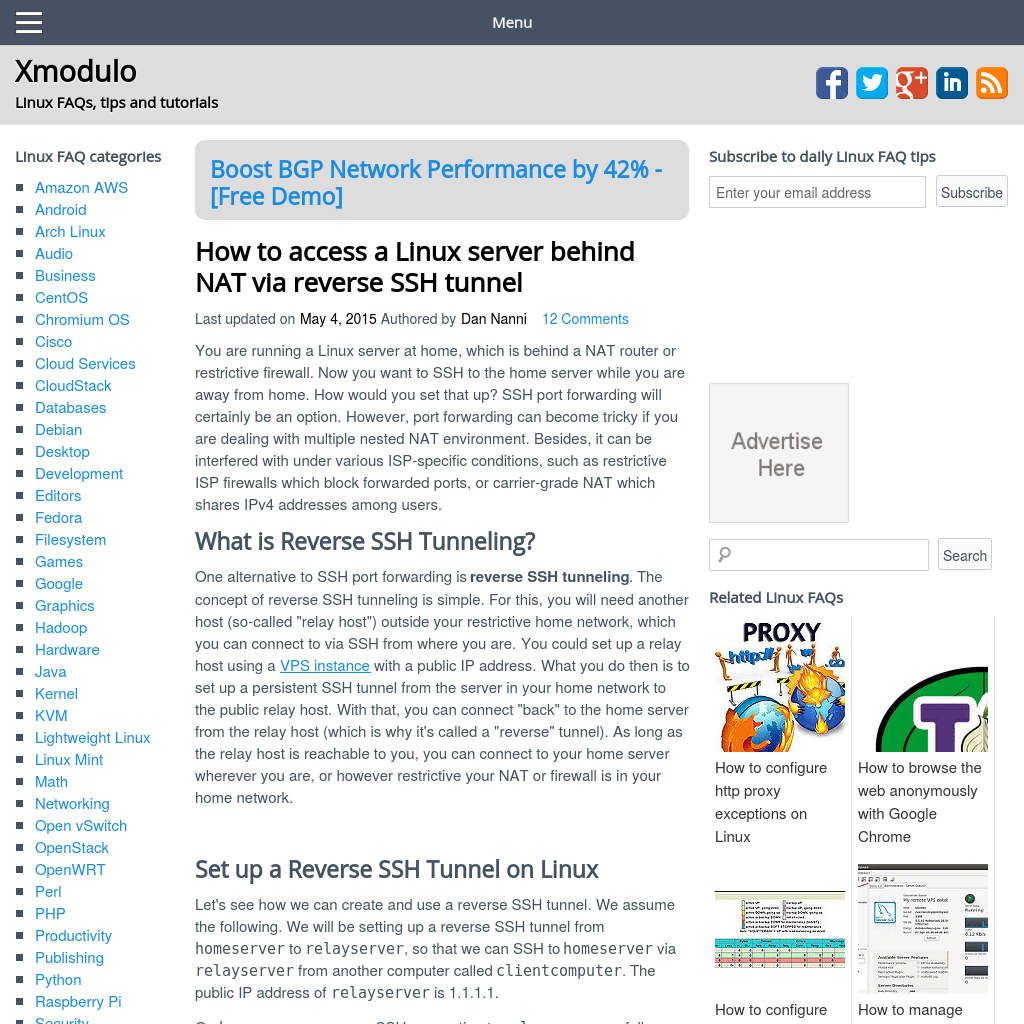 Menu
Xmodulo
Linux FAQs, tips and tutorials
Linux FAQ categories
Amazon AWS
Android
Arch Linux
Audio
Business
CentOS
Chromium OS
Cisco
Cloud Services
CloudStack
Databases
Debian
Desktop
Development
Editors
Fedora
Filesystem
Games
Google
Graphics
Hadoop
Hardware
Java
Kernel
KVM
Lightweight Linux
Linux Mint
Math
Networking
Open vSwitch
OpenStack
OpenWRT
Perl
PHP
Productivity
Publishing
Python
Raspberry Pi
Security
Boost BGP Network Performance by 42% -
[Free Demo]
How to access a Linux server behind
NAT via reverse SSH tunnel
Last updated on May 4, 2015 Authored by Dan Nanni 12 Comments
You are running a Linux server at home, which is behind a NAT router or
restrictive firewall. Now you want to SSH to the home server while you are
away from home. How would you set that up? SSH port forwarding will
certainly be an option. However, port forwarding can become tricky if you
are dealing with multiple nested NAT environment. Besides, it can be
interfered with under various ISP-specific conditions, such as restrictive
ISP firewalls which block forwarded ports, or carrier-grade NAT which
shares IPv4 addresses among users.
What is Reverse SSH Tunneling?
One alternative to SSH port forwarding is reverse SSH tunneling. The
concept of reverse SSH tunneling is simple. For this, you will need another
host (so-called "relay host") outside your restrictive home network, which
you can connect to via SSH from where you are. You could set up a relay
host using a VPS instance with a public IP address. What you do then is to
set up a persistent SSH tunnel from the server in your home network to
the public relay host. With that, you can connect "back" to the home server
from the relay host (which is why it's called a "reverse" tunnel). As long as
the relay host is reachable to you, you can connect to your home server
wherever you are, or however restrictive your NAT or firewall is in your
home network.
Set up a Reverse SSH Tunnel on Linux
Let's see how we can create and use a reverse SSH tunnel. We assume
the following. We will be setting up a reverse SSH tunnel from
homeserver to relayserver, so that we can SSH to homeserver via
relayserver from another computer called clientcomputer. The
public IP address of relayserver is 1.1.1.1.
Subscribe to daily Linux FAQ tips
Enter your email address Subscribe
Advertise
Here
Search
Related Linux FAQs
PROXY
http://
How to configure
http proxy
exceptions on
Linux
How to browse the
web anonymously
with Google
Chrome
How to configure
How to manage